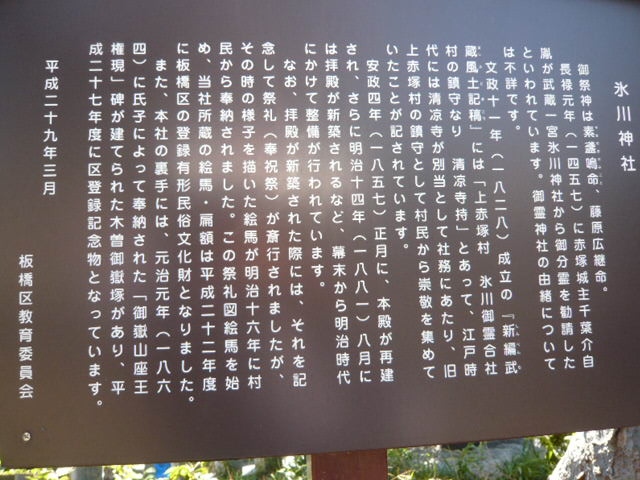 氷川神社
御祭神は素盞嗚命、藤原広継命。
長禄元年（一四五七）に赤塚城主千葉介自
胤が武蔵一宮氷川神社から御分霊を勧請した
といわれています。御霊神社の由緒について
は不詳です。
文政十一年（一八二八）成立の『新編武
蔵風土記稿』には「上赤塚村　氷川御霊合社
村の鎮守なり　清涼寺持」とあって、江戸時
代には清涼寺が別当として社務にあたり、旧
上赤塚村の鎮守として村民から崇敬を集めて
いたことが記されています。
安政四年（一八五七）正月に、本殿が再建
され、さらに明治十四年（一八八一）八月に
は拝殿が新築されるなど、幕末から明治時代
にかけて整備が行われています。
なお、拝殿が新築された際には、それを記
念して祭礼（奉祝祭）が斎行されましたが、
その時の様子を描いた絵馬が明治十六年に村
民から奉納されました。この祭礼図絵馬を始
め、当社所蔵の絵馬・扁額は平成二十二年度
に板橋区の登録有形民俗文化財となりました。
また、本社の裏手には、元治元年（一八六
四）に氏子によって奉納された「御嶽山座王
権現」碑が建てられた木曽御嶽塚があり、平
成二十七年度に区登録記念物となっています。
平成二十九年三月
板橋区教育委員会